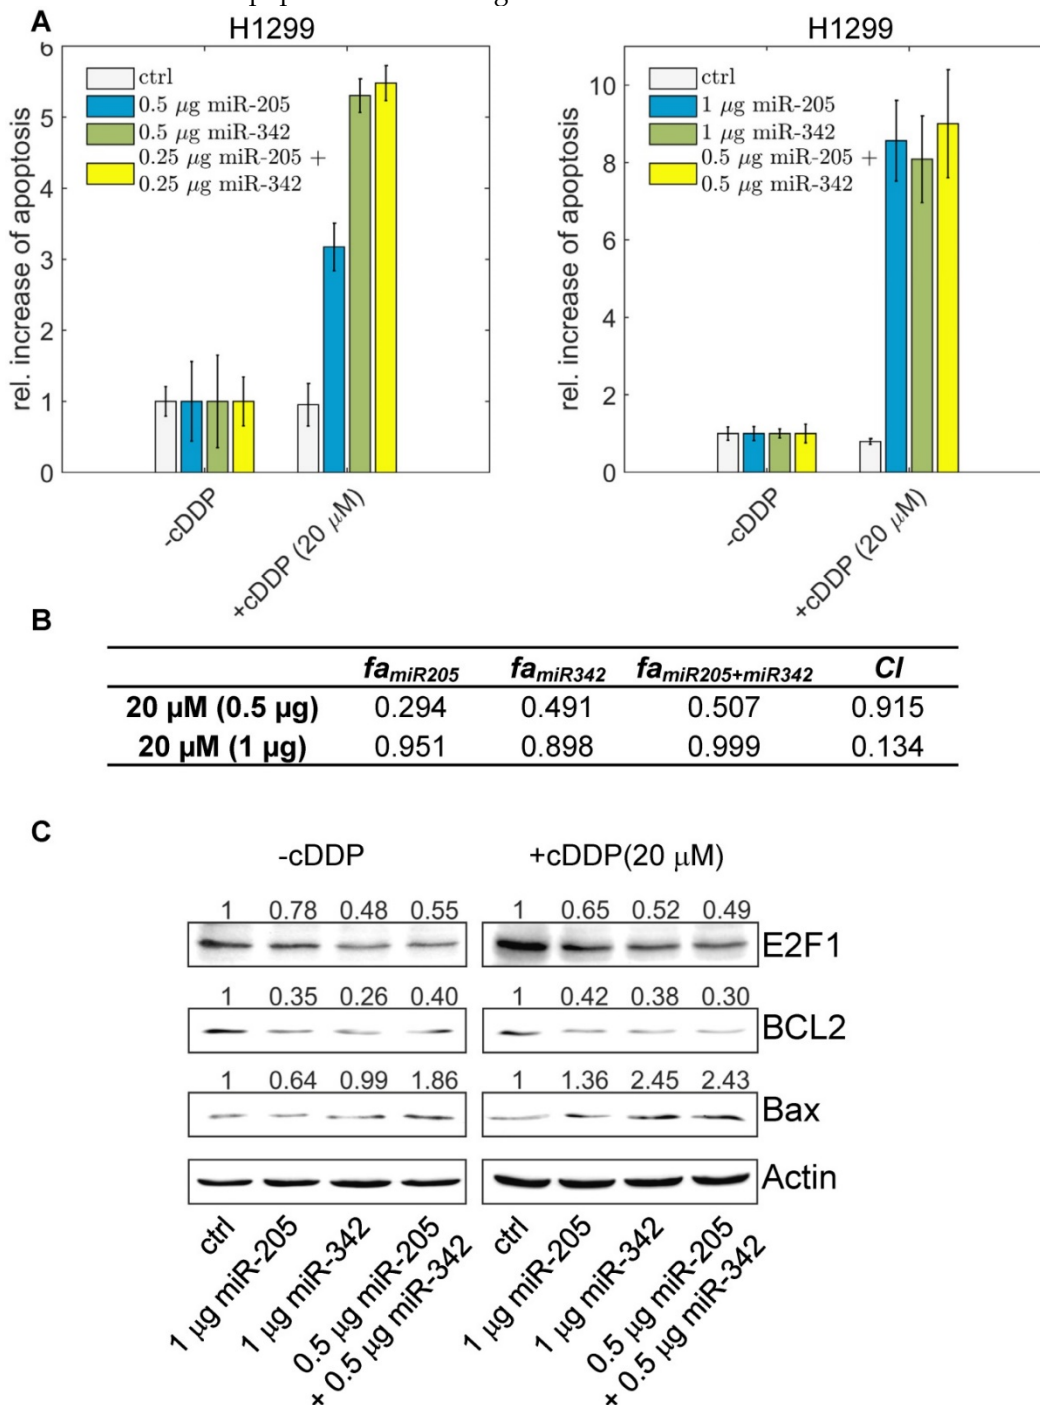 A
H1299
6
5
4
3
2
1
0
rel. increase of apoptosis
ctrl
0.5 μg miR-205
0.5 μg miR-342
0.25 μg miR-205 +
0.25 μg miR-342
-cDDP
+cDDP (20 μM)
H1299
10
8
6
4
2
0
rel. increase of apoptosis
ctrl
1 μg miR-205
1 μg miR-342
0.5 μg miR-205 +
0.5 μg miR-342
-cDDP
+cDDP (20 μM)
B
fa_miR205 fa_miR342 fa_miR205+miR342 CI
20 μM (0.5 μg) 0.294 0.491 0.507 0.915
20 μM (1 μg) 0.951 0.898 0.999 0.134
C
-cDDP +cDDP(20 μM)
1 0.78 0.48 0.55 1 0.65 0.52 0.49
E2F1
1 0.35 0.26 0.40 1 0.42 0.38 0.30
BCL2
1 0.64 0.99 1.86 1 1.36 2.45 2.43
Bax
Actin
ctrl
1 μg miR-205
1 μg miR-342
0.5 μg miR-205
+ 0.5 μg miR-342
ctrl
1 μg miR-205
1 μg miR-342
0.5 μg miR-205
+ 0.5 μg miR-342